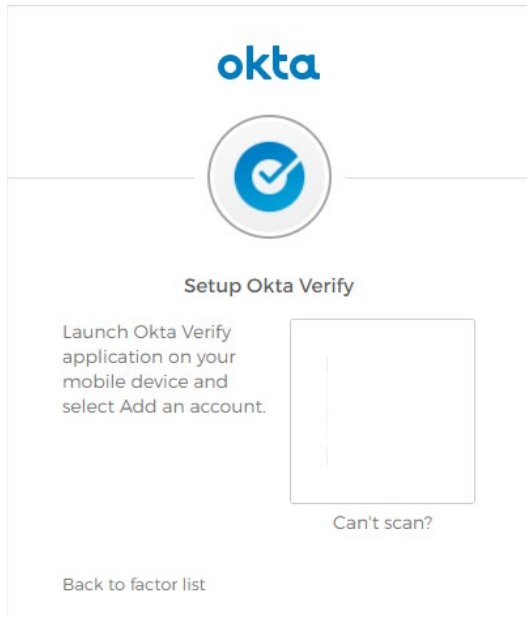 okta
Setup Okta Verify
Launch Okta Verify
application on your
mobile device and
select Add an account.
Can't scan?
Back to factor list